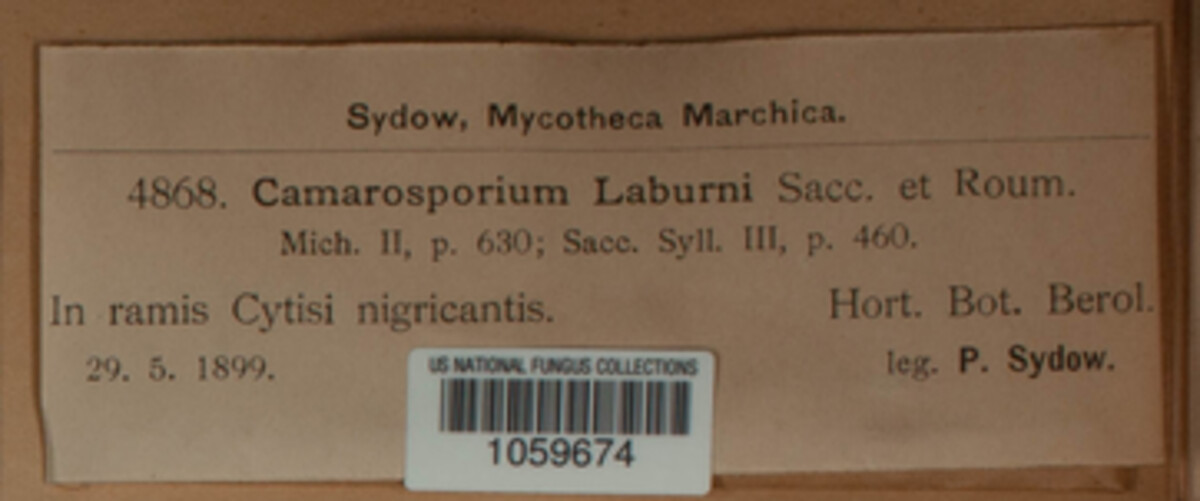 Sydow, Mycotheca Marchica.
4868. Camarosporium Laburni Sacc. et Roum.
Mich. II, p. 630; Sacc. Syll. III, p. 460.
In ramis Cytisi nigricantis. Hort. Bot. Berol.
29. 5. 1899. leg. P. Sydow.
US NATIONAL FUNGUS COLLECTIONS
1059674